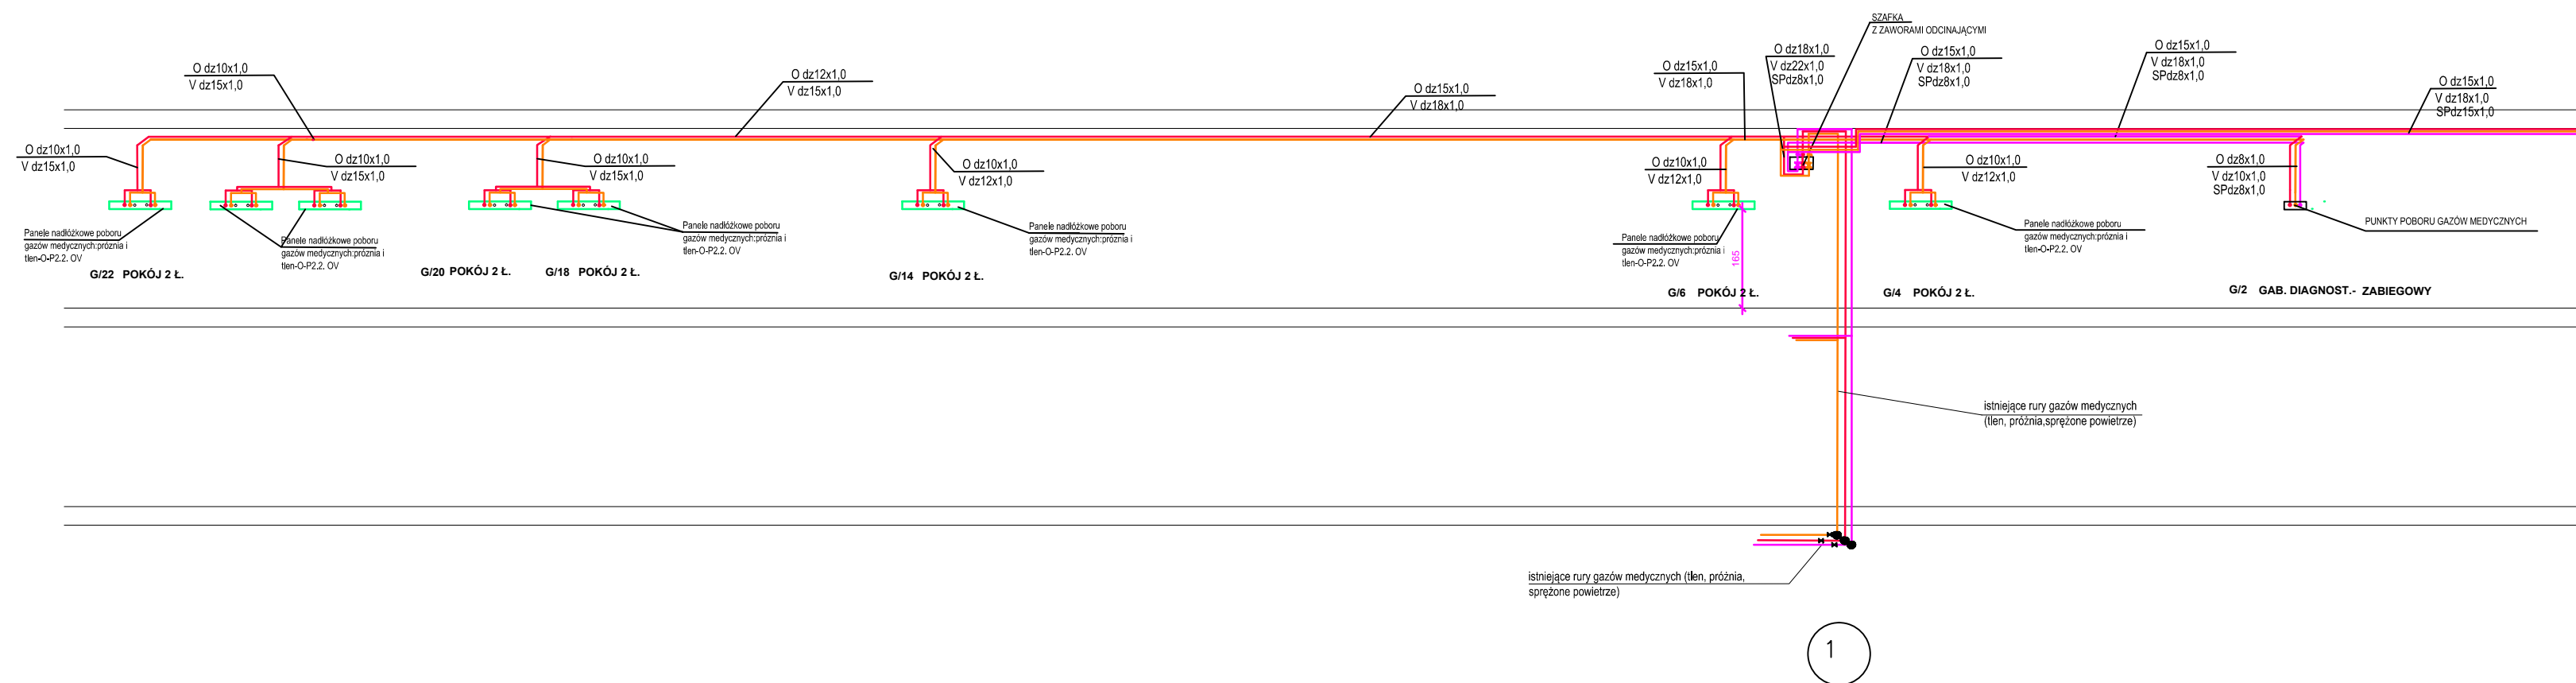 SZAFKA
Z ZAWORAMI ODCINAJĄCYMI
O dz10x1,0
V dz15x1,0
O dz12x1,0
V dz15x1,0
O dz15x1,0
V dz18x1,0
O dz15x1,0
V dz18x1,0
O dz18x1,0
V dz22x1,0
SPdz8x1,0
O dz15x1,0
V dz18x1,0
SPdz8x1,0
O dz15x1,0
V dz18x1,0
SPdz8x1,0
O dz15x1,0
V dz18x1,0
SPdz15x1,0
O dz10x1,0
V dz15x1,0
O dz10x1,0
V dz15x1,0
O dz10x1,0
V dz15x1,0
O dz10x1,0
V dz12x1,0
O dz10x1,0
V dz12x1,0
O dz10x1,0
V dz12x1,0
O dz8x1,0
V dz10x1,0
SPdz8x1,0
Panele nadłóżkowe poboru
gazów medycznych:próznia i
tlen-O-P2.2. OV
Panele nadłóżkowe poboru
gazów medycznych:próznia i
tlen-O-P2.2. OV
Panele nadłóżkowe poboru
gazów medycznych:próznia i
tlen-O-P2.2. OV
Panele nadłóżkowe poboru
gazów medycznych:próznia i
tlen-O-P2.2. OV
Panele nadłóżkowe poboru
gazów medycznych:próznia i
tlen-O-P2.2. OV
165
Panele nadłóżkowe poboru
gazów medycznych:próznia i
tlen-O-P2.2. OV
PUNKTY POBORU GAZÓW MEDYCZNYCH
G/22 POKÓJ 2 Ł.
G/20 POKÓJ 2 Ł.
G/18 POKÓJ 2 Ł.
G/14 POKÓJ 2 Ł.
G/6 POKÓJ 2 Ł.
G/4 POKÓJ 2 Ł.
G/2 GAB. DIAGNOST.- ZABIEGOWY
istniejące rury gazów medycznych
(tlen, próżnia,sprężone powietrze)
istniejące rury gazów medycznych (tlen, próżnia,
sprężone powietrze)
1